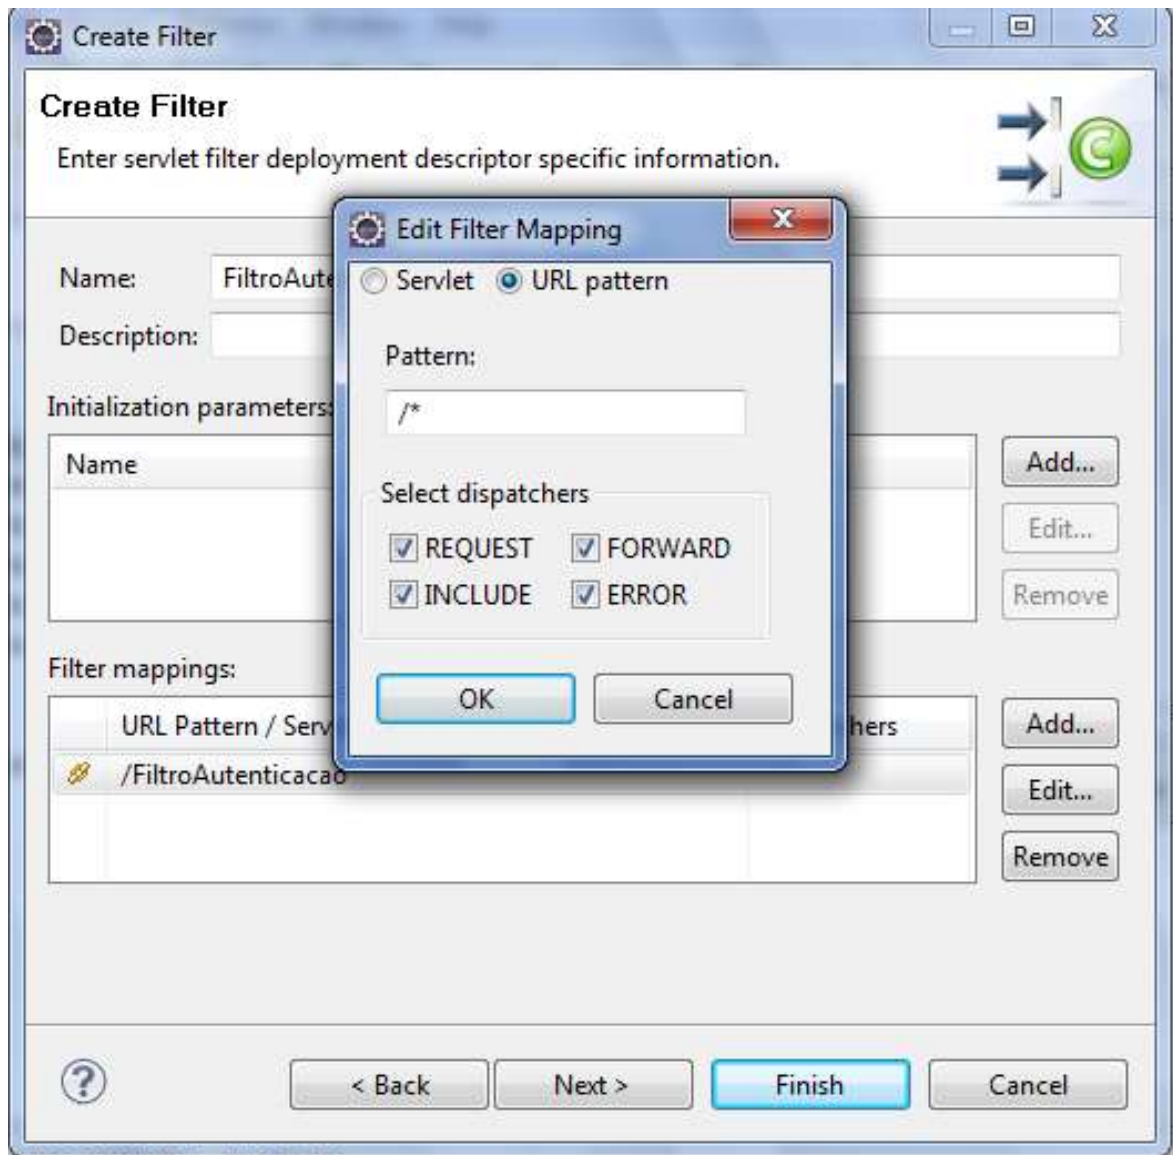 Create Filter
Create Filter
Enter servlet filter deployment descriptor specific information.
Edit Filter Mapping
Servlet URL pattern
Name: FiltroAute
Description:
Pattern:
/*
Initialization parameters:
Name
Add...
Edit...
Remove
Select dispatchers
REQUEST FORWARD
INCLUDE ERROR
OK Cancel
Filter mappings:
URL Pattern / Serv hers
/FiltroAutenticacao
Add...
Edit...
Remove
< Back Next > Finish Cancel